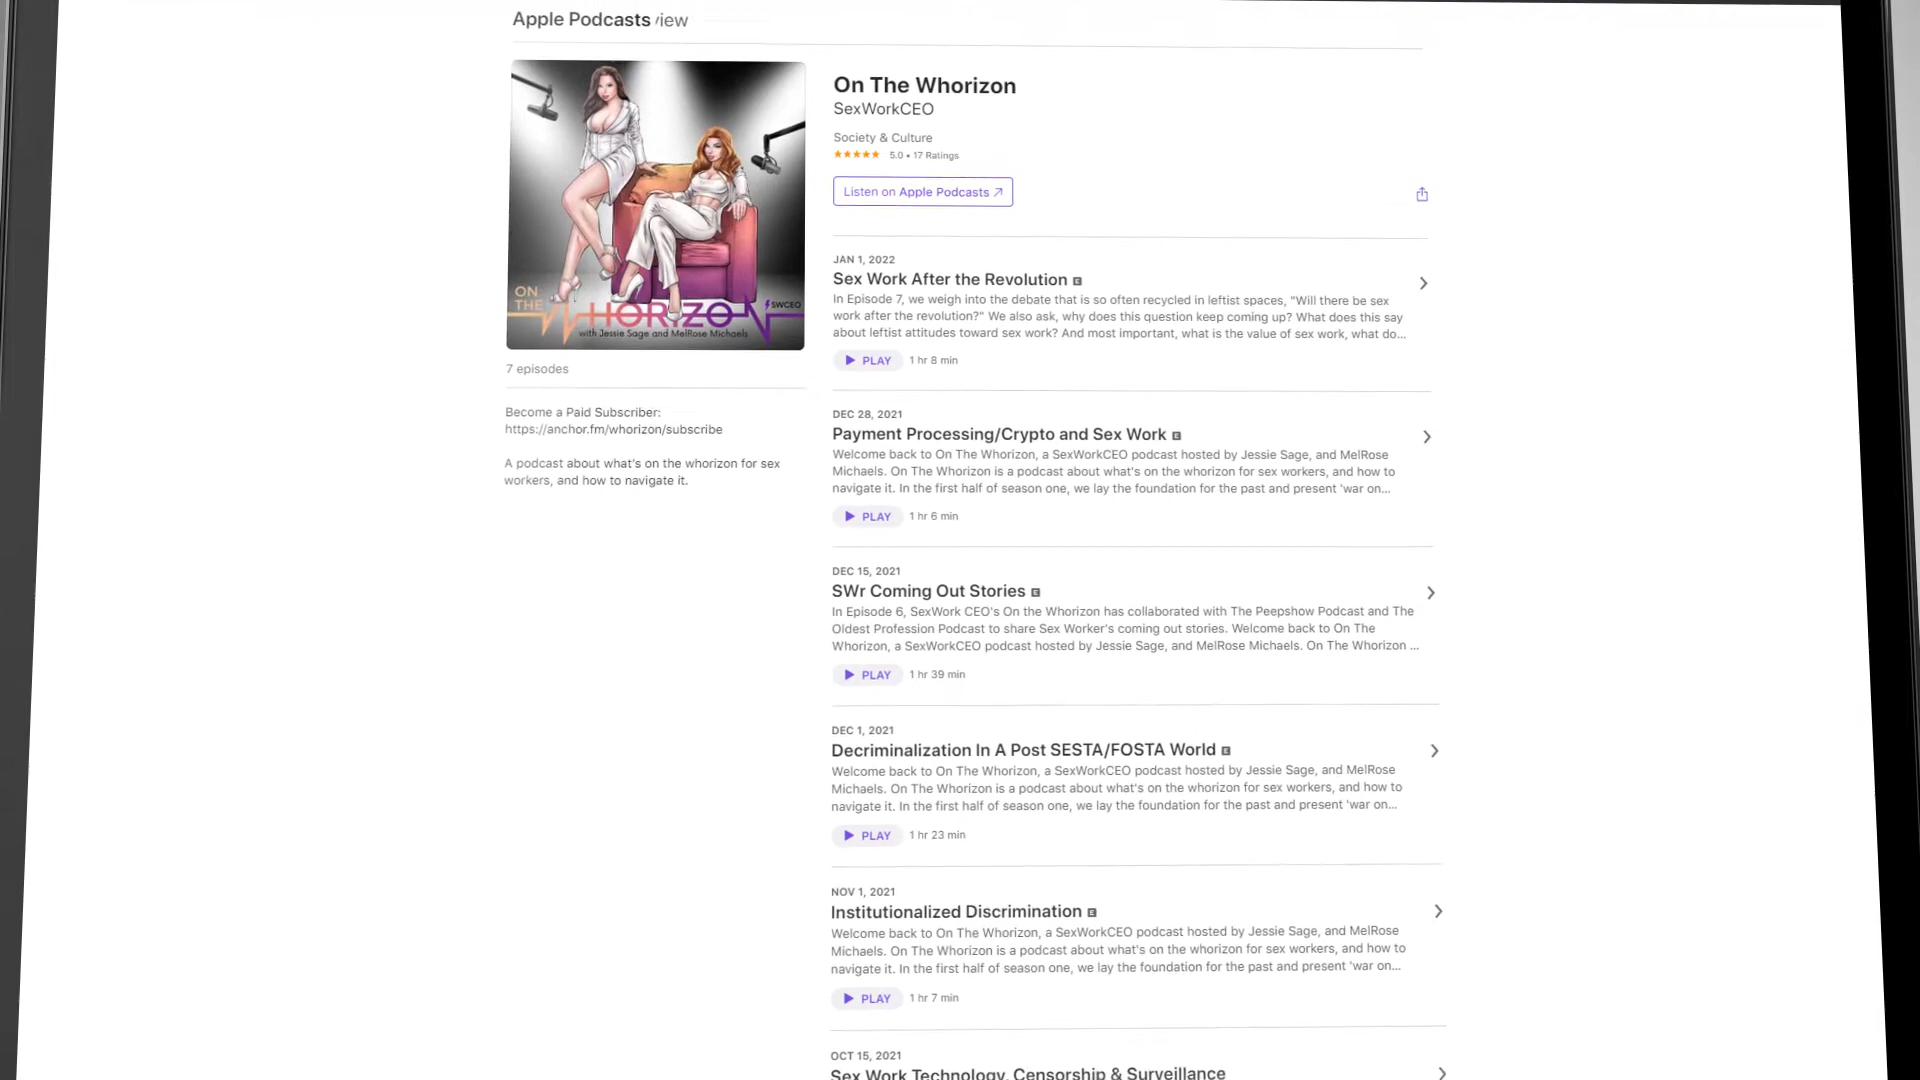 Apple Podcasts
ON
THE
WHORIZON
SWCEO
with Jessie Sage and MelRose Michaels
7 episodes
Become a Paid Subscriber:
https://anchor.fm/whorizon/subscribe
A podcast about what's on the whorizon for sex
workers, and how to navigate it.
On The Whorizon
SexWorkCEO
Society & Culture
★★★★★ 5.0 • 17 Ratings
Listen on Apple Podcasts ↗
JAN 1, 2022
Sex Work After the Revolution E
In Episode 7, we weigh into the debate that is so often recycled in leftist spaces, "Will there be sex
work after the revolution?" We also ask, why does this question keep coming up? What does this say
about leftist attitudes toward sex work? And most important, what is the value of sex work, what do...
PLAY 1 hr 8 min
DEC 28, 2021
Payment Processing/Crypto and Sex Work E
Welcome back to On The Whorizon, a SexWorkCEO podcast hosted by Jessie Sage, and MelRose
Michaels. On The Whorizon is a podcast about what's on the whorizon for sex workers, and how to
navigate it. In the first half of season one, we lay the foundation for the past and present 'war on...
PLAY 1 hr 6 min
DEC 15, 2021
SWr Coming Out Stories E
In Episode 6, SexWork CEO's On the Whorizon has collaborated with The Peepshow Podcast and The
Oldest Profession Podcast to share Sex Worker's coming out stories. Welcome back to On The
Whorizon, a SexWorkCEO podcast hosted by Jessie Sage, and MelRose Michaels. On The Whorizon ...
PLAY 1 hr 39 min
DEC 1, 2021
Decriminalization In A Post SESTA/FOSTA World E
Welcome back to On The Whorizon, a SexWorkCEO podcast hosted by Jessie Sage, and MelRose
Michaels. On The Whorizon is a podcast about what's on the whorizon for sex workers, and how to
navigate it. In the first half of season one, we lay the foundation for the past and present 'war on...
PLAY 1 hr 23 min
NOV 1, 2021
Institutionalized Discrimination E
Welcome back to On The Whorizon, a SexWorkCEO podcast hosted by Jessie Sage, and MelRose
Michaels. On The Whorizon is a podcast about what's on the whorizon for sex workers, and how to
navigate it. In the first half of season one, we lay the foundation for the past and present 'war on...
PLAY 1 hr 7 min
OCT 15, 2021
Sex Work Technology, Censorship & Surveillance